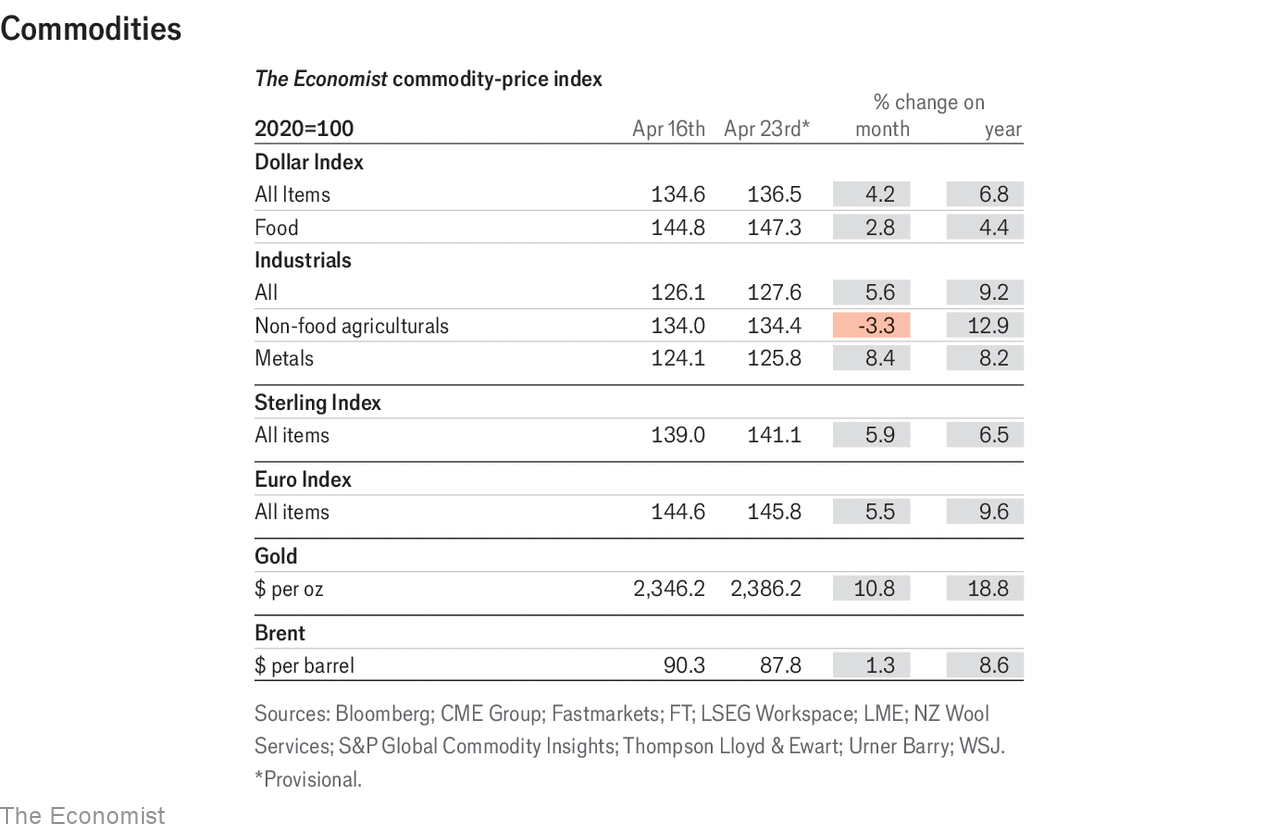 Commodities
The Economist commodity-price index
% change on
2020=100 Apr 16th Apr 23rd* month year
Dollar Index
All Items 134.6 136.5 4.2 6.8
Food 144.8 147.3 2.8 4.4
Industrials
All 126.1 127.6 5.6 9.2
Non-food agriculturals 134.0 134.4 -3.3 12.9
Metals 124.1 125.8 8.4 8.2
Sterling Index
All items 139.0 141.1 5.9 6.5
Euro Index
All items 144.6 145.8 5.5 9.6
Gold
$ per oz 2,346.2 2,386.2 10.8 18.8
Brent
$ per barrel 90.3 87.8 1.3 8.6
Sources: Bloomberg; CME Group; Fastmarkets; FT; LSEG Workspace; LME; NZ Wool
Services; S&P Global Commodity Insights; Thompson Lloyd & Ewart; Urner Barry; WSJ.
*Provisional.
The Economist